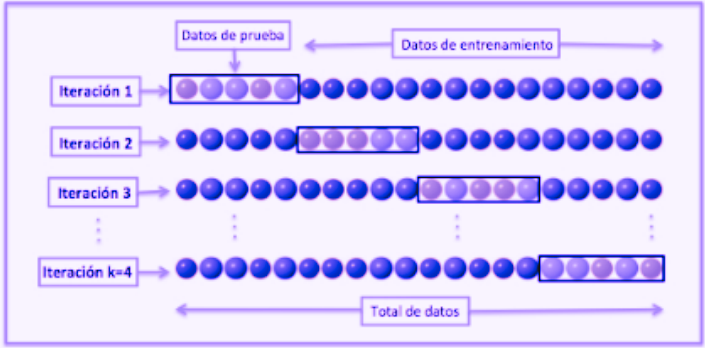 Datos de prueba
Datos de entrenamiento
Iteración 1
Iteración 2
Iteración 3
Iteración k=4
Total de datos